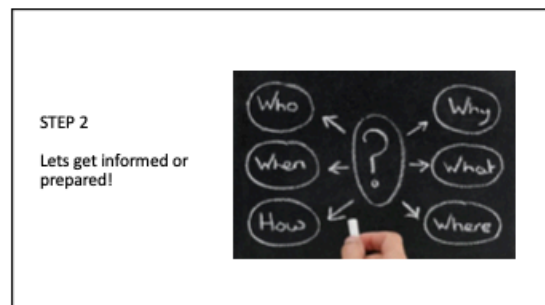 STEP 2
Lets get informed or
prepared!
Who
Why
?
When
What
How
Where